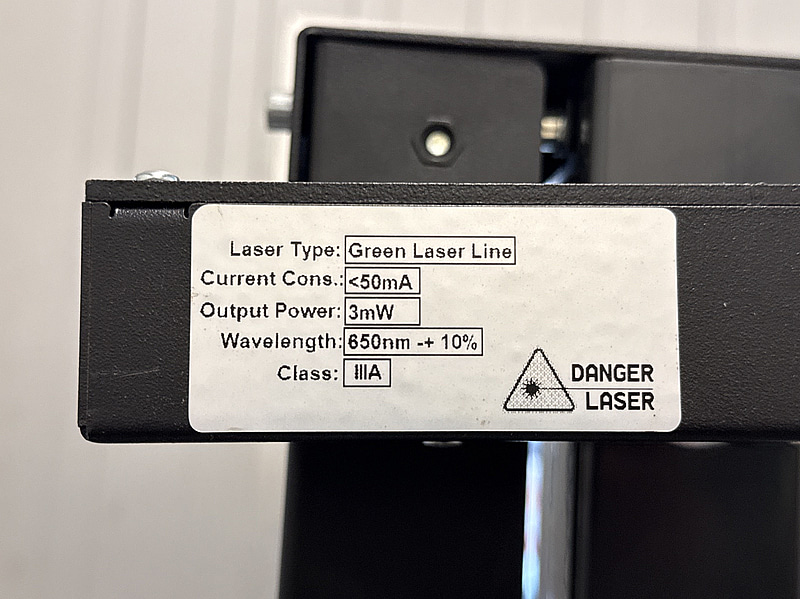 Laser Type: Green Laser Line
Current Cons.: <50mA
Output Power: 3mW
Wavelength: 650nm -+ 10%
Class: IIIA
DANGER
LASER